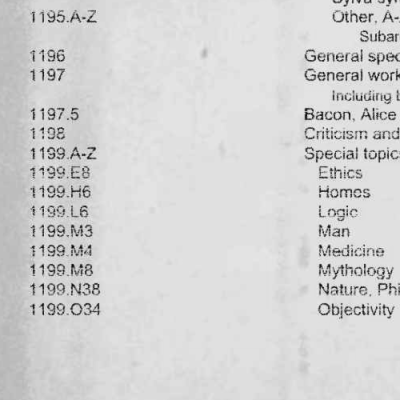 1195.A-Z Other, A-
Subar
1196 General spec
1197 General work
Including
1197.5 Bacon, Alice
1198 Criticism and
1199.A-Z Special topic
1199.E8 Ethics
1199.H6 Homes
1199.L6 Logic
1199.M3 Man
1199.M4 Medicine
1199.M8 Mythology
1199.N38 Nature, Phi
1199.O34 Objectivity